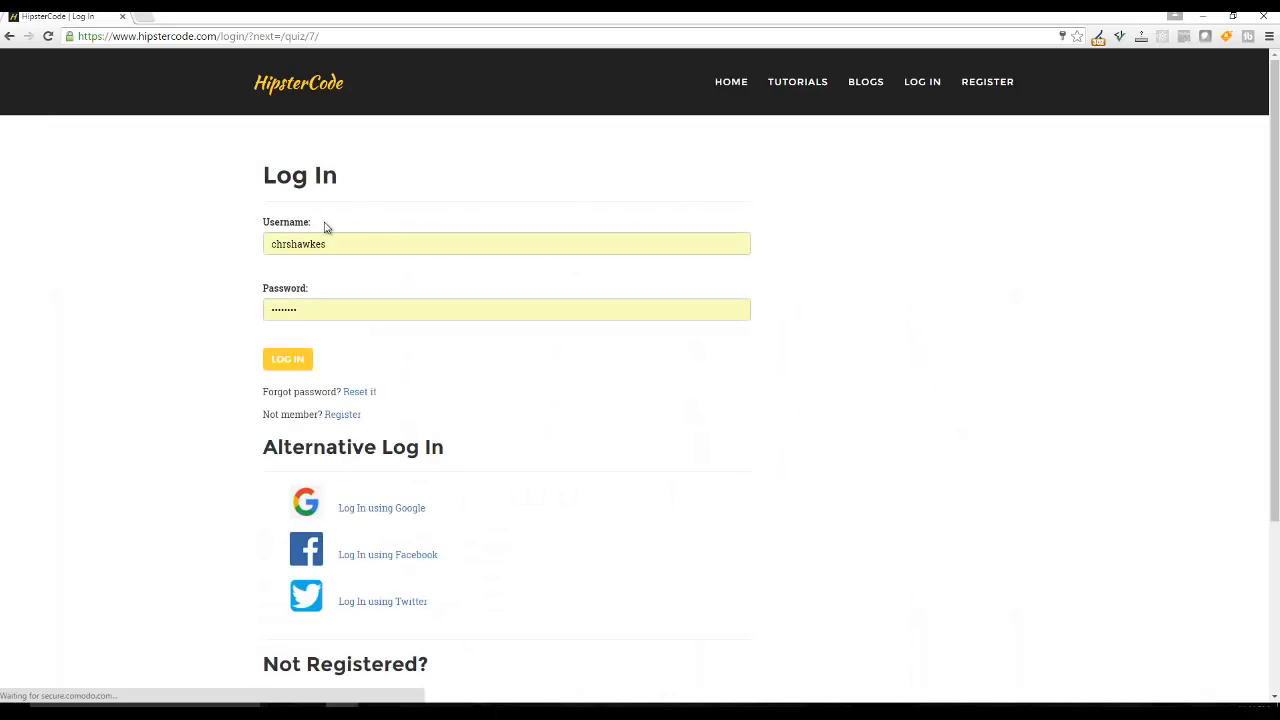 HipsterCode | Log In
https://www.hipstercode.com/login/?next=/quiz/7/
HipsterCode
HOME TUTORIALS BLOGS LOG IN REGISTER
Log In
Username:
chrshawkes
Password:
••••••••
LOG IN
Forgot password? Reset it
Not member? Register
Alternative Log In
Log In using Google
Log In using Facebook
Log In using Twitter
Not Registered?
Waiting for secure.comodo.com...